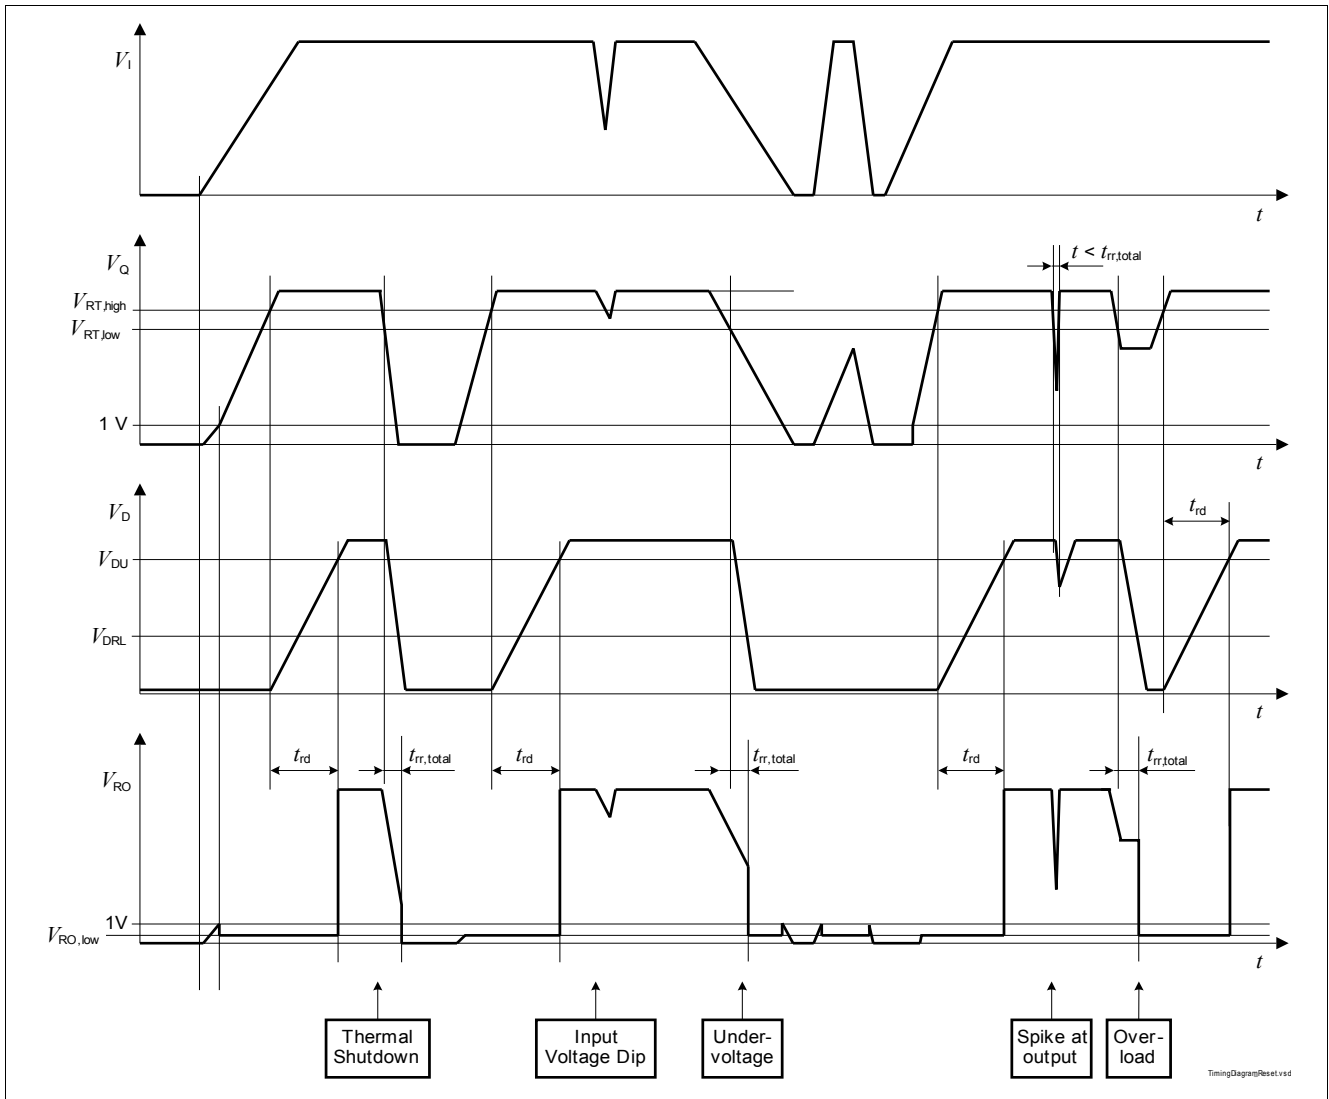 V_I
t
V_Q
t < t_rr,total
V_RT,high
V_RT,low
1 V
t
V_D
t_rd
V_DU
V_DRL
t
t_rd
t_rr,total
t_rd
t_rr,total
t_rd
t_rr,total
V_RO
1V
V_RO,low
t
Thermal
Shutdown
Input
Voltage Dip
Under-
voltage
Spike at
output
Over-
load
TimingDiagramReset.vsd